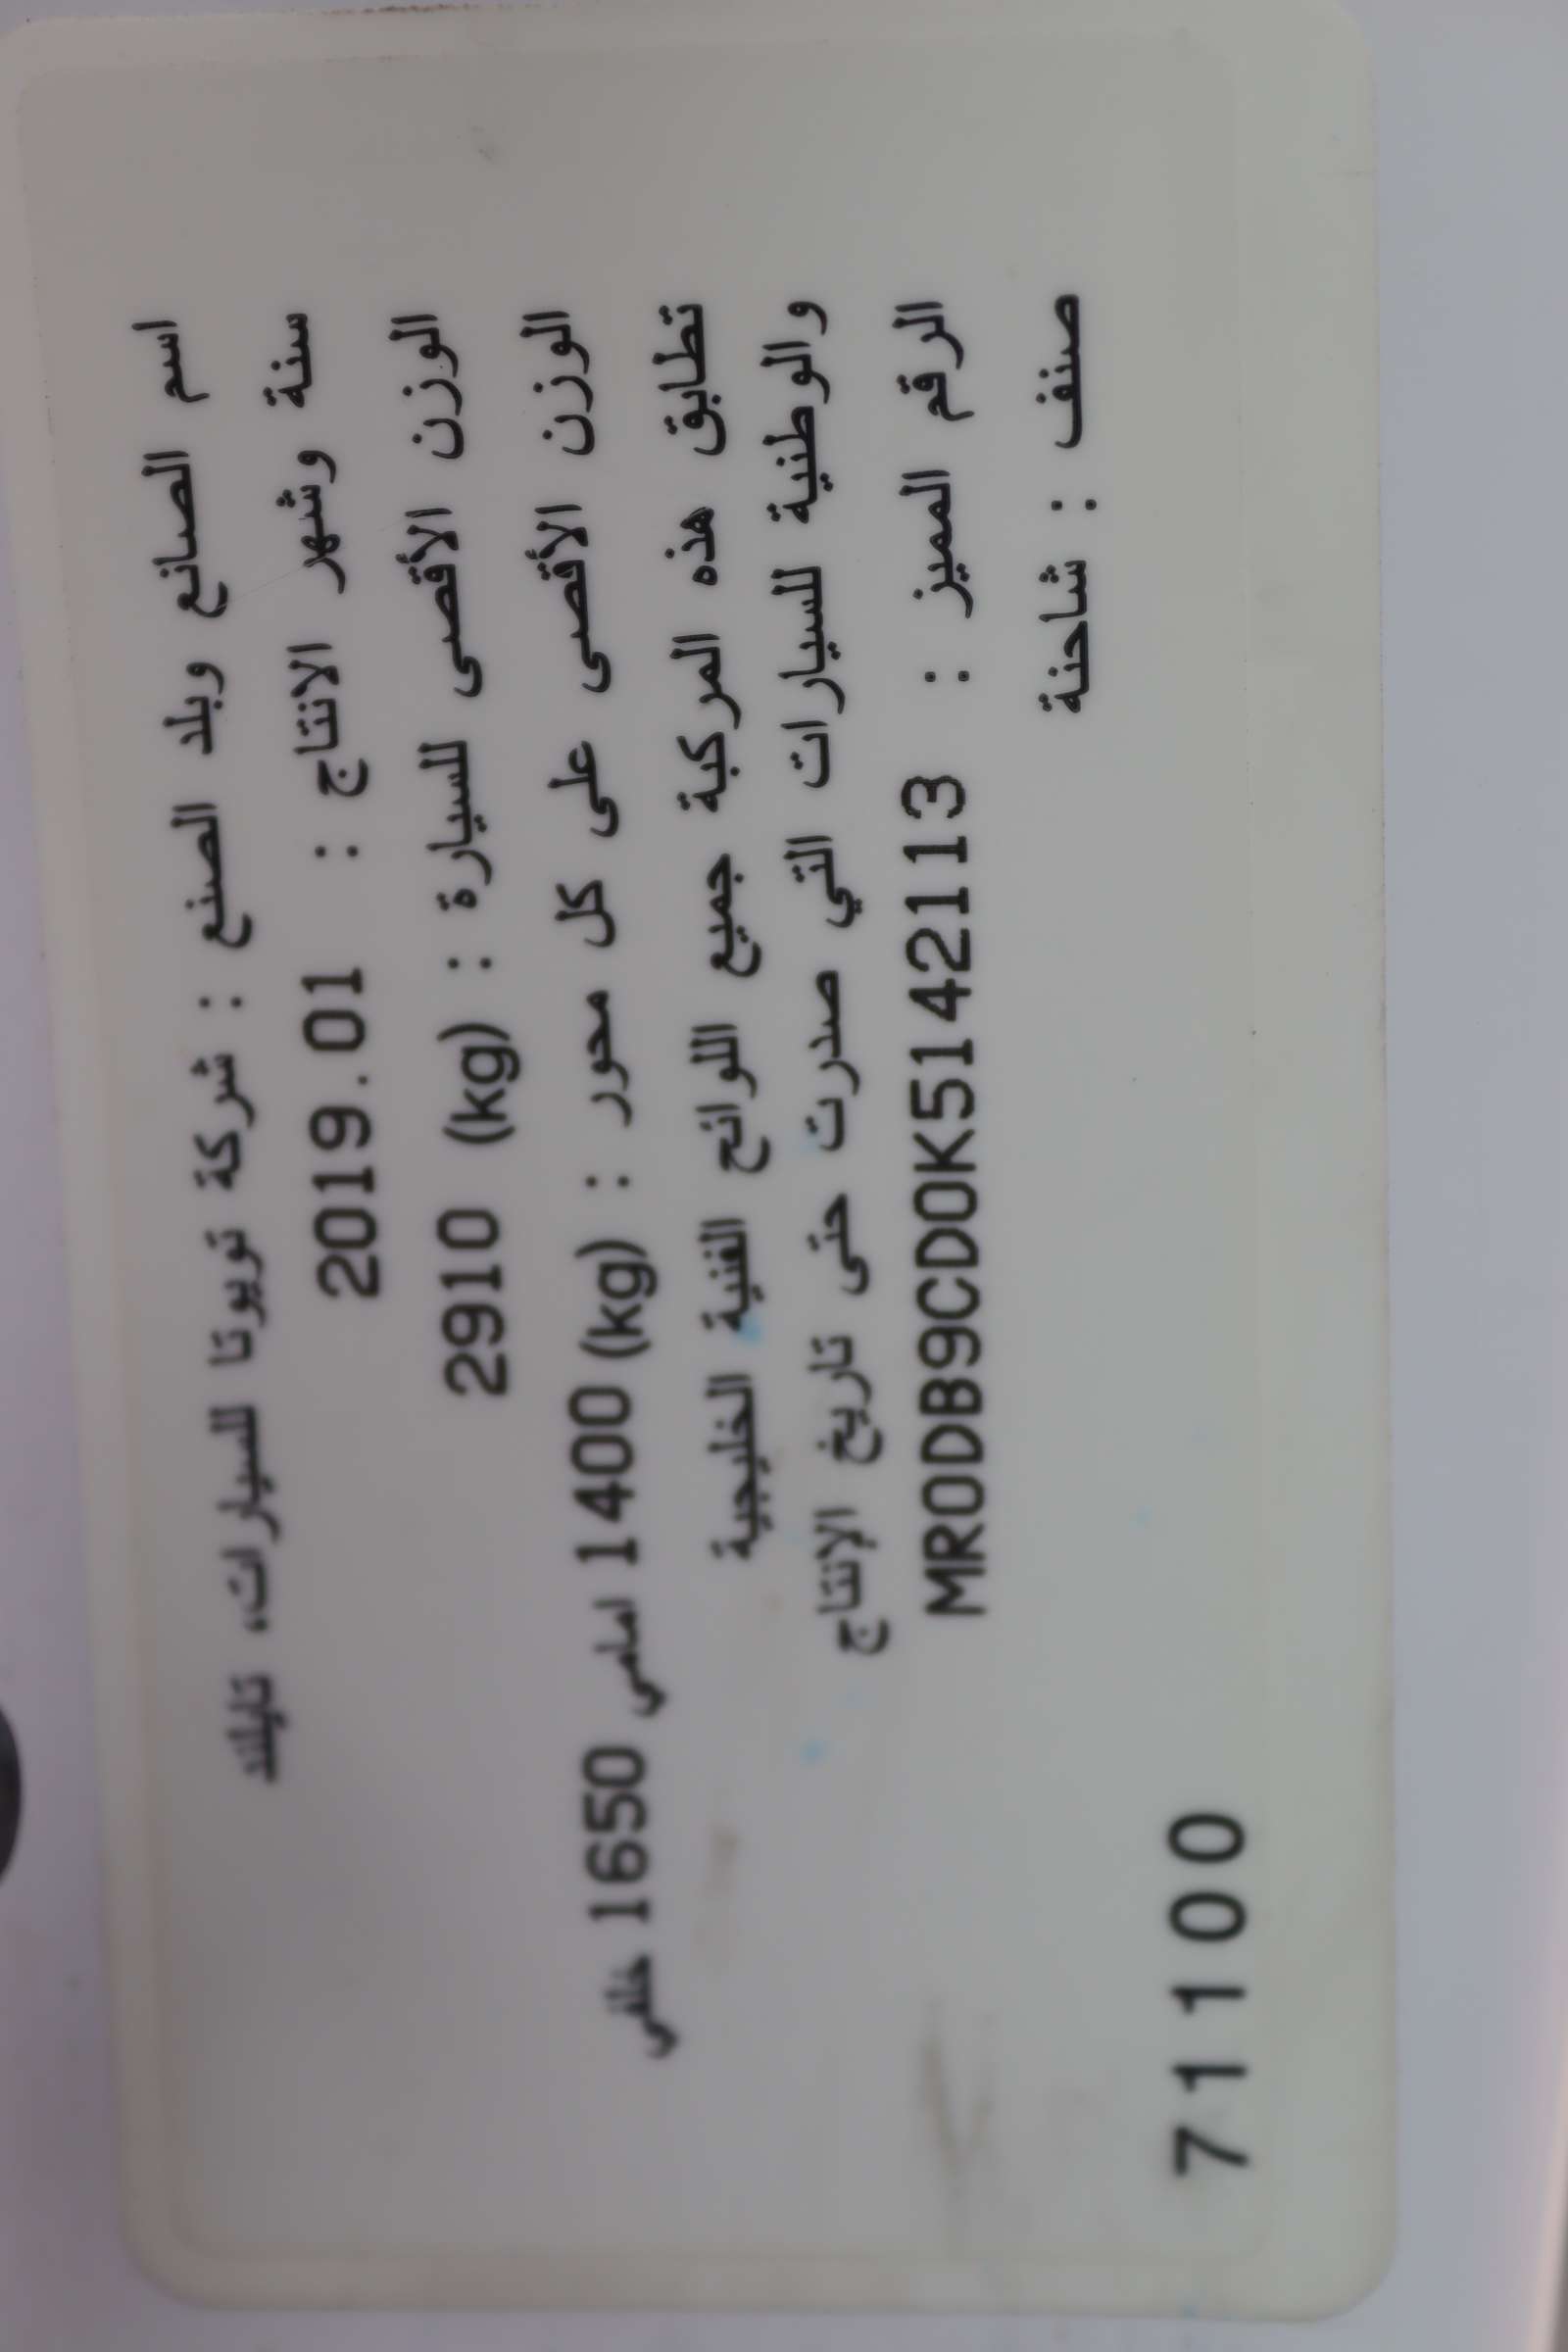 اسم الصانع وبلد الصنع : شركة تويوتا للسيارات، تايلند
سنة وشهر الانتاج : 2019.01
الوزن الأقصى للسيارة : (kg) 2910
الوزن الأقصى على كل محور : (kg) 1400 امامي 1650 خلفي
تطابق هذه المركبة جميع اللوائح الفنية الخليجية
والوطنية للسيارات التي صدرت حتى تاريخ الإنتاج
الرقم المميز : MR0DB9CD0K5142113
صنف : شاحنة
71100